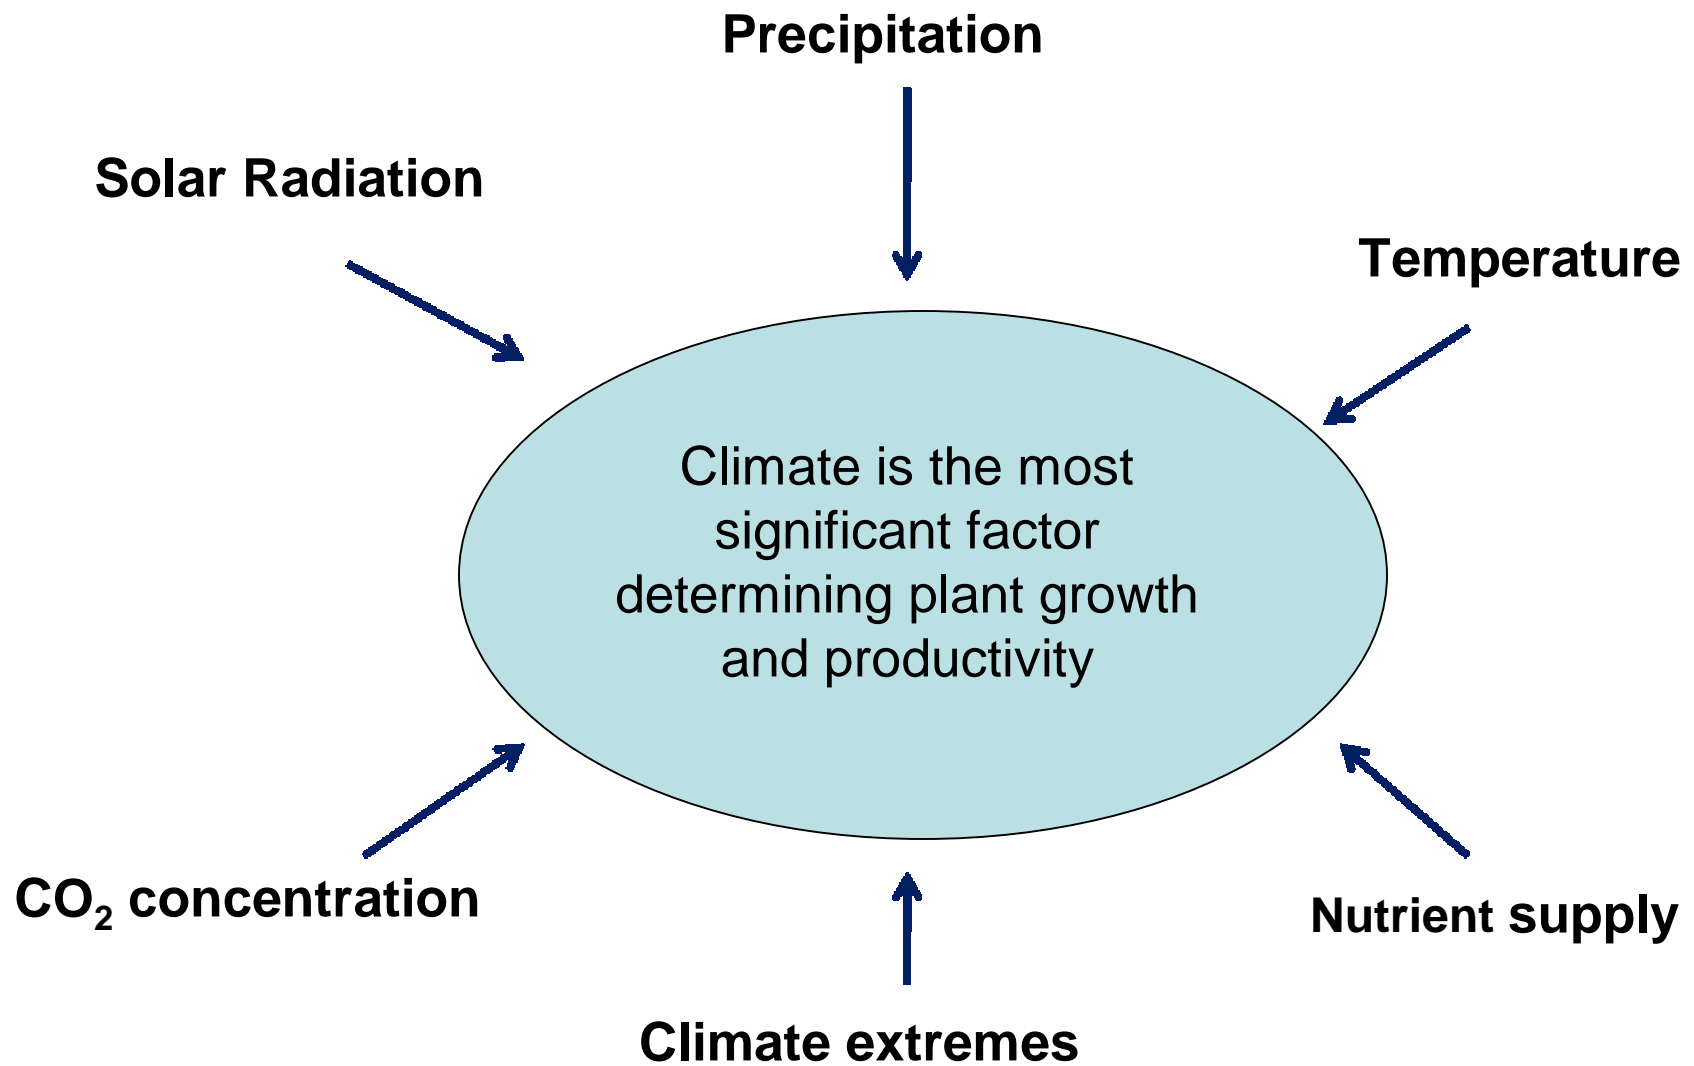 Precipitation
Solar Radiation
Temperature
Climate is the most
significant factor
determining plant growth
and productivity
CO₂ concentration
Nutrient supply
Climate extremes